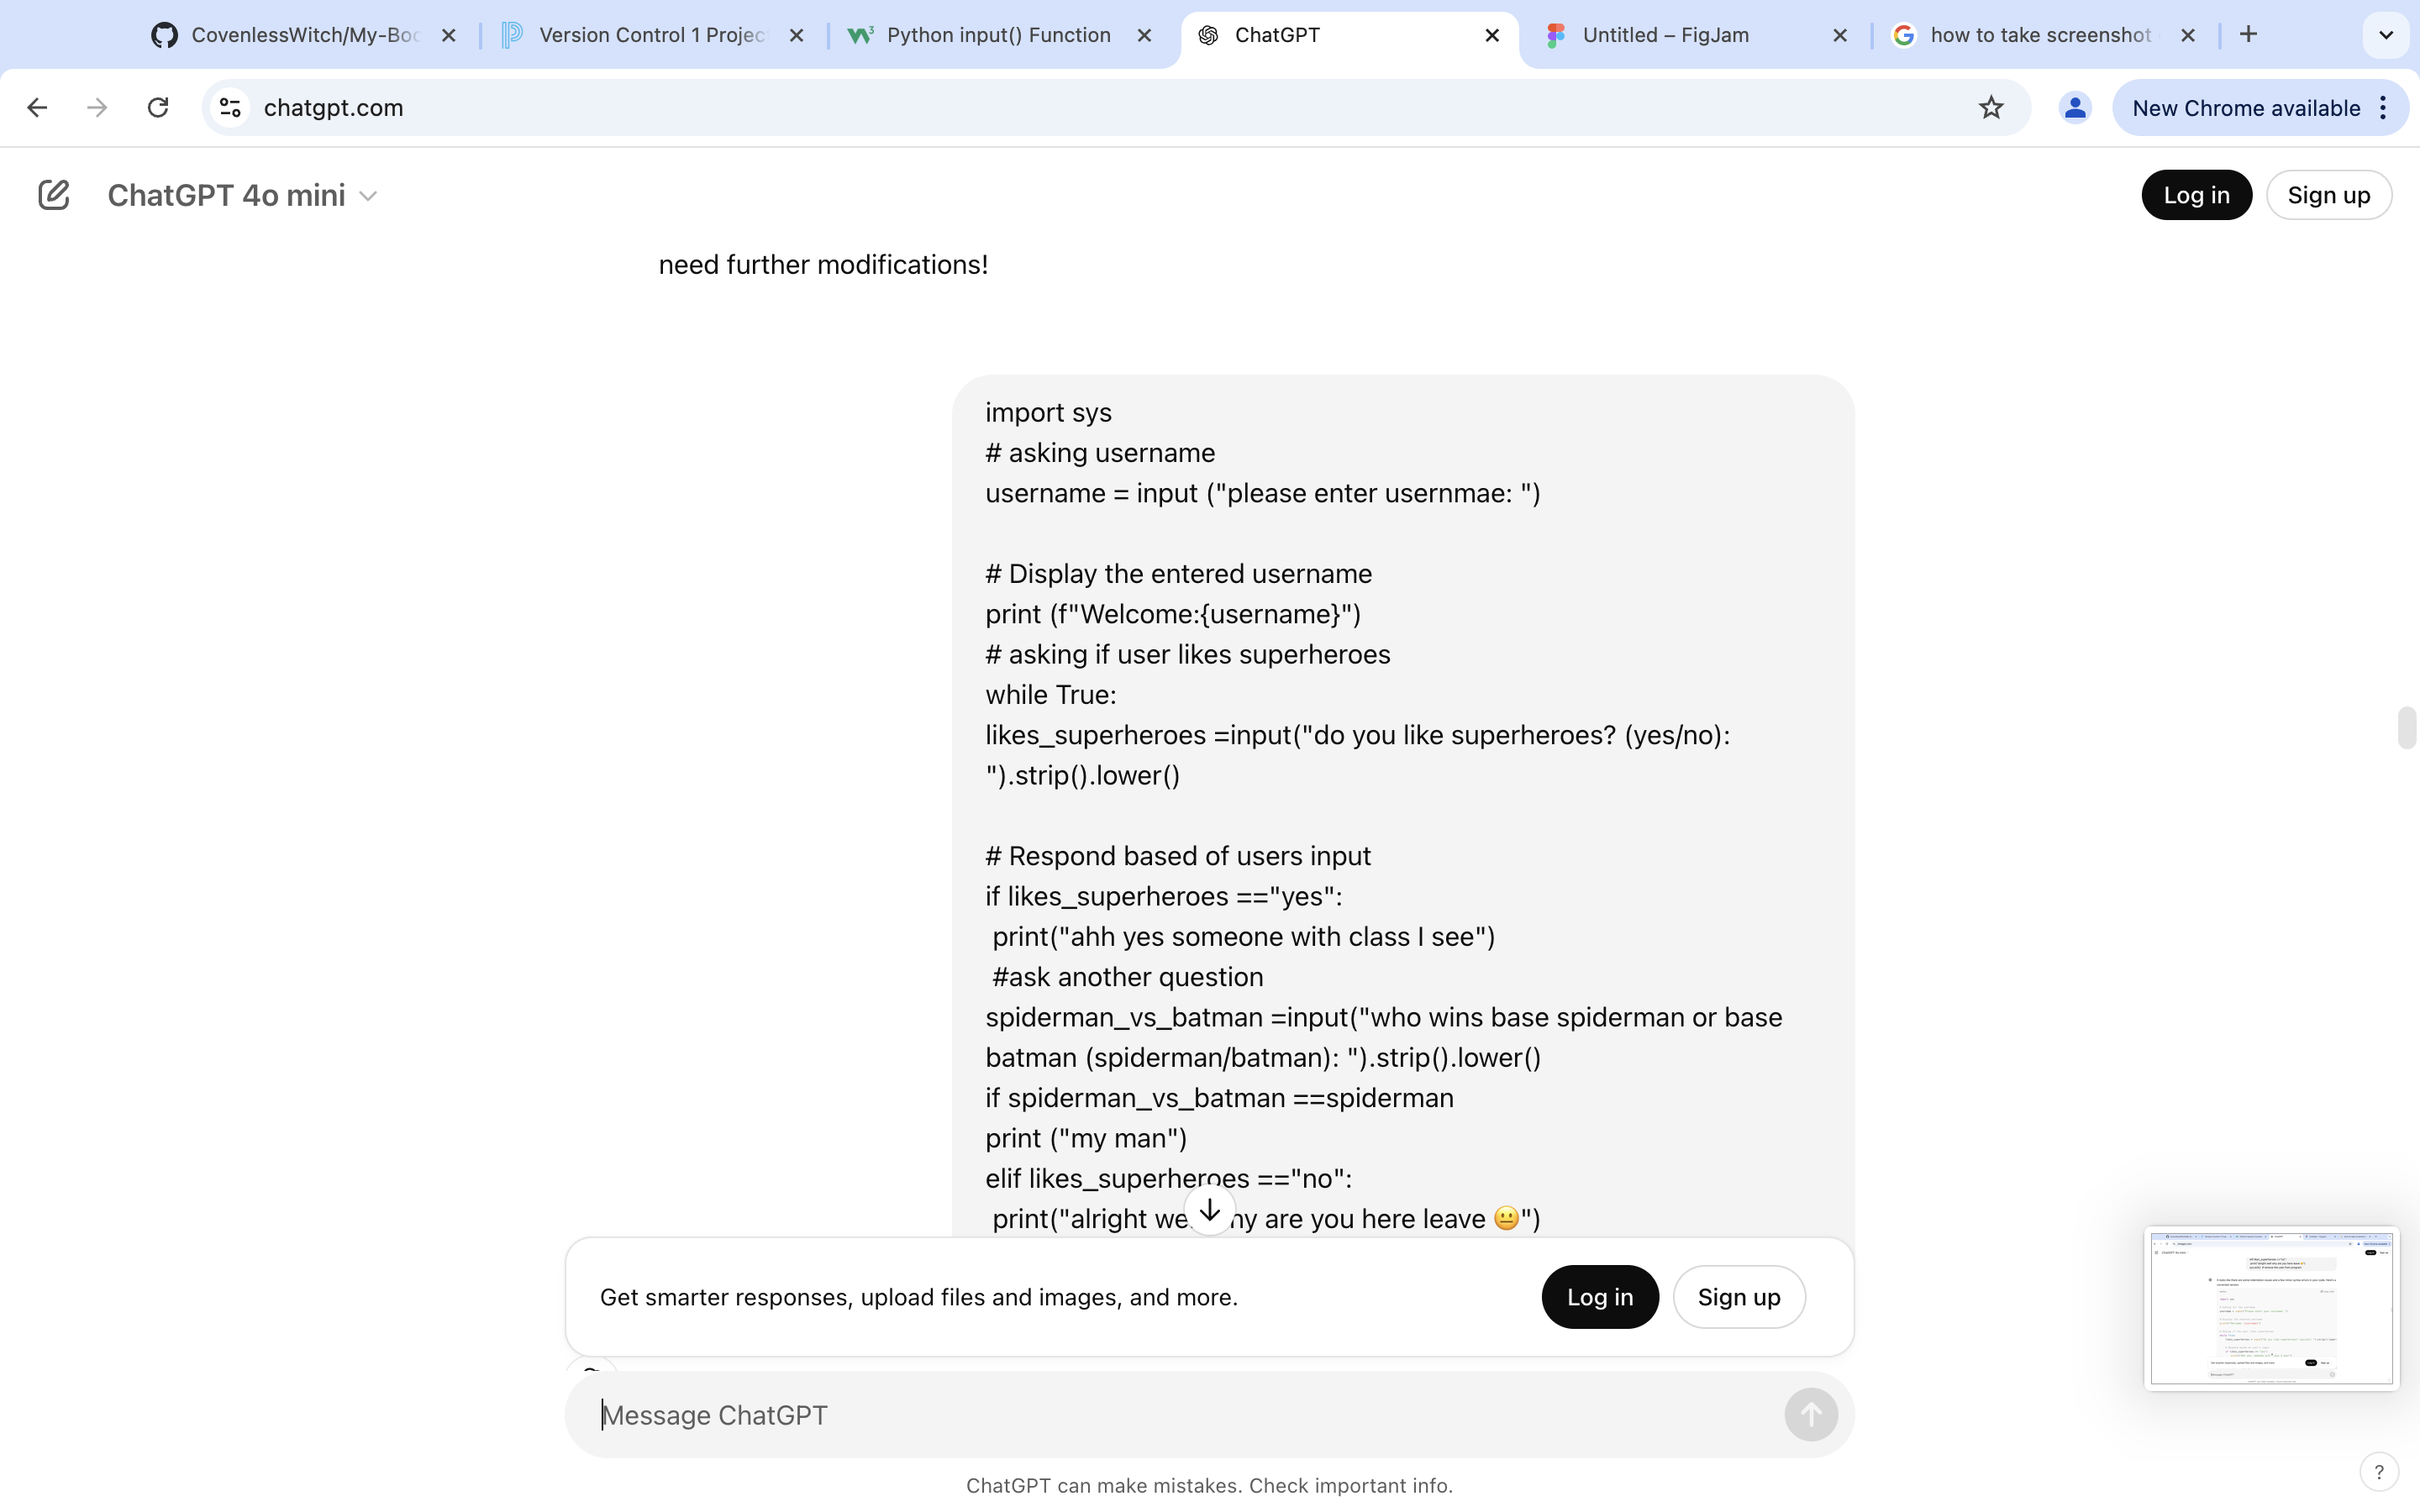 CovenlessWitch/My-Boo
Version Control 1 Projec
Python input() Function
ChatGPT
Untitled – FigJam
how to take screenshot
chatgpt.com
New Chrome available
ChatGPT 4o mini
Log in
Sign up
need further modifications!
import sys
# asking username
username = input ("please enter usernmae: ")
# Display the entered username
print (f"Welcome:{username}")
# asking if user likes superheroes
while True:
likes_superheroes =input("do you like superheroes? (yes/no):
").strip().lower()
# Respond based of users input
if likes_superheroes =="yes":
print("ahh yes someone with class I see")
#ask another question
spiderman_vs_batman =input("who wins base spiderman or base
batman (spiderman/batman): ").strip().lower()
if spiderman_vs_batman ==spiderman
print ("my man")
elif likes_superheroes =="no":
print("alright we hy are you here leave 😐")
Get smarter responses, upload files and images, and more.
Log in
Sign up
Message ChatGPT
ChatGPT can make mistakes. Check important info.
?